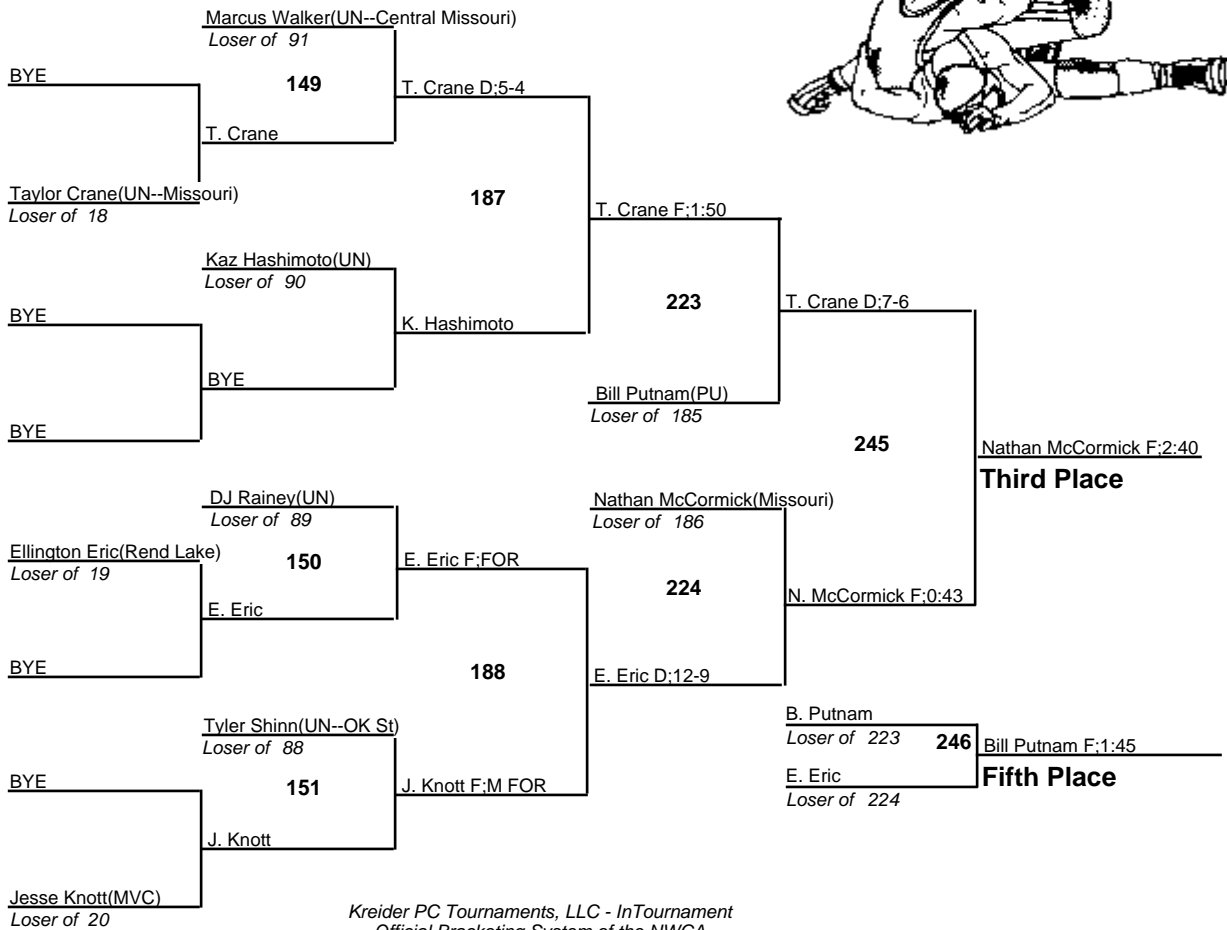 Marcus Walker(UN--Central Missouri)
Loser of 91
BYE
149
T. Crane D;5-4
T. Crane
Taylor Crane(UN--Missouri)
Loser of 18
187
T. Crane F;1:50
Kaz Hashimoto(UN)
Loser of 90
BYE
K. Hashimoto
223
T. Crane D;7-6
BYE
Bill Putnam(PU)
Loser of 185
BYE
245
Nathan McCormick F;2:40
Third Place
DJ Rainey(UN)
Loser of 89
Nathan McCormick(Missouri)
Loser of 186
Ellington Eric(Rend Lake)
Loser of 19
150
E. Eric F;FOR
224
E. Eric
N. McCormick F;0:43
BYE
188
E. Eric D;12-9
Tyler Shinn(UN--OK St)
Loser of 88
B. Putnam
Loser of 223
246
Bill Putnam F;1:45
Fifth Place
BYE
151
J. Knott F;M FOR
E. Eric
Loser of 224
J. Knott
Jesse Knott(MVC)
Loser of 20
Kreider PC Tournaments, LLC - InTournament
Official Bracketing System of the NWCA